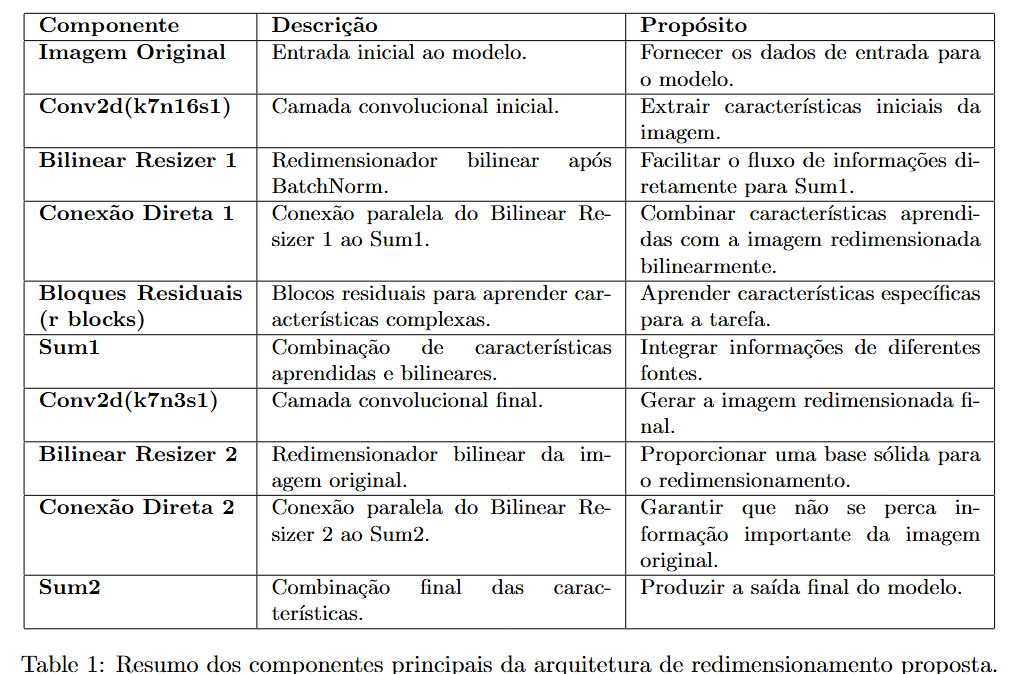 Componente Descrição Propósito
Imagem Original Entrada inicial ao modelo. Fornecer os dados de entrada para
o modelo.
Conv2d(k7n16s1) Camada convolucional inicial. Extrair características iniciais da
imagem.
Bilinear Resizer 1 Redimensionador bilinear após Facilitar o fluxo de informações di-
BatchNorm. retamente para Sum1.
Conexão Direta 1 Conexão paralela do Bilinear Re- Combinar características aprendi-
sizer 1 ao Sum1. das com a imagem redimensionada
bilinearmente.
Bloques Residuais Blocos residuais para aprender car- Aprender características específicas
(r blocks) acterísticas complexas. para a tarefa.
Sum1 Combinação de características Integrar informações de diferentes
aprendidas e bilineares. fontes.
Conv2d(k7n3s1) Camada convolucional final. Gerar a imagem redimensionada fi-
nal.
Bilinear Resizer 2 Redimensionador bilinear da im- Proporcionar uma base sólida para
agem original. o redimensionamento.
Conexão Direta 2 Conexão paralela do Bilinear Re- Garantir que não se perca in-
sizer 2 ao Sum2. formação importante da imagem
original.
Sum2 Combinação final das carac- Produzir a saída final do modelo.
terísticas.
Table 1: Resumo dos componentes principais da arquitetura de redimensionamento proposta.